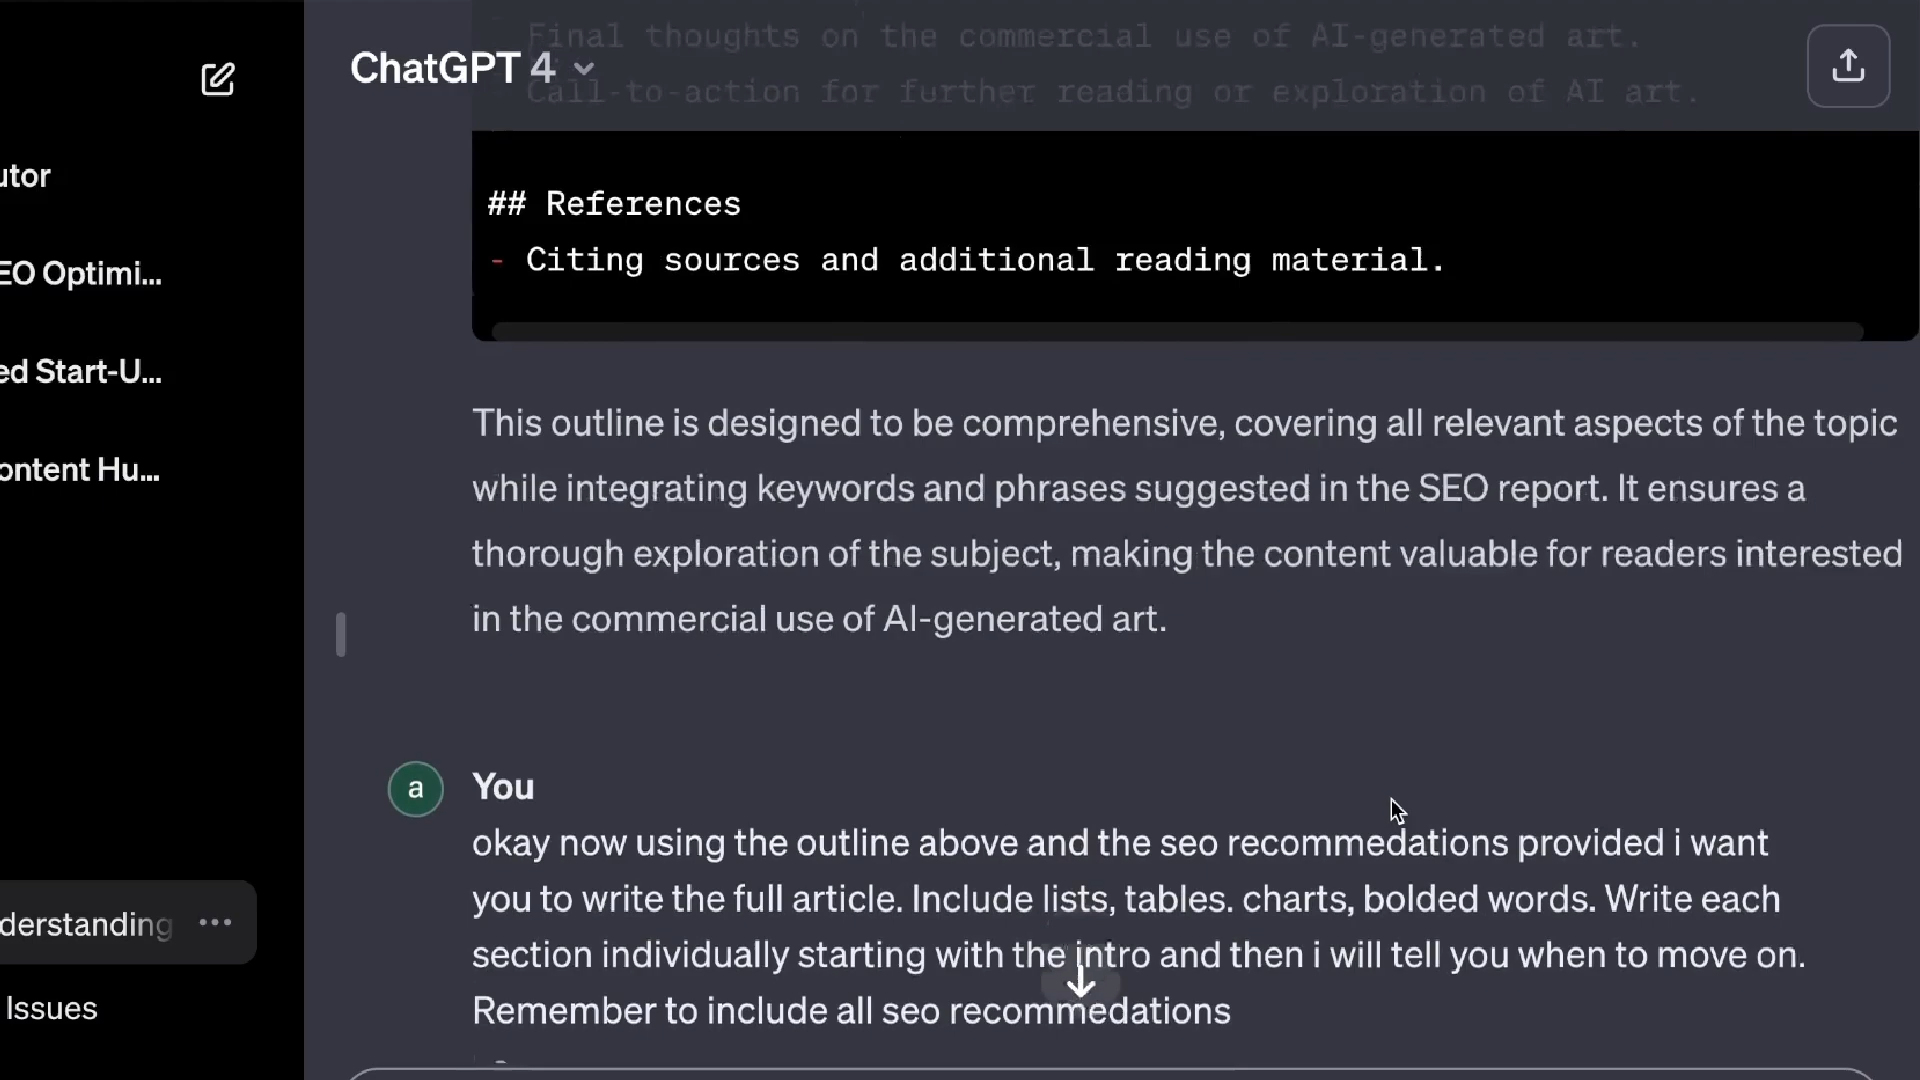 Final thoughts on the commercial use of AI-generated art.
ChatGPT 4
Call-to-action for further reading or exploration of AI art.
utor
EO Optimi...
ed Start-U...
ontent Hu...
derstanding
Issues
## References
- Citing sources and additional reading material.
This outline is designed to be comprehensive, covering all relevant aspects of the topic
while integrating keywords and phrases suggested in the SEO report. It ensures a
thorough exploration of the subject, making the content valuable for readers interested
in the commercial use of AI-generated art.
a
You
okay now using the outline above and the seo recommedations provided i want
you to write the full article. Include lists, tables. charts, bolded words. Write each
section individually starting with the intro and then i will tell you when to move on.
Remember to include all seo recommedations